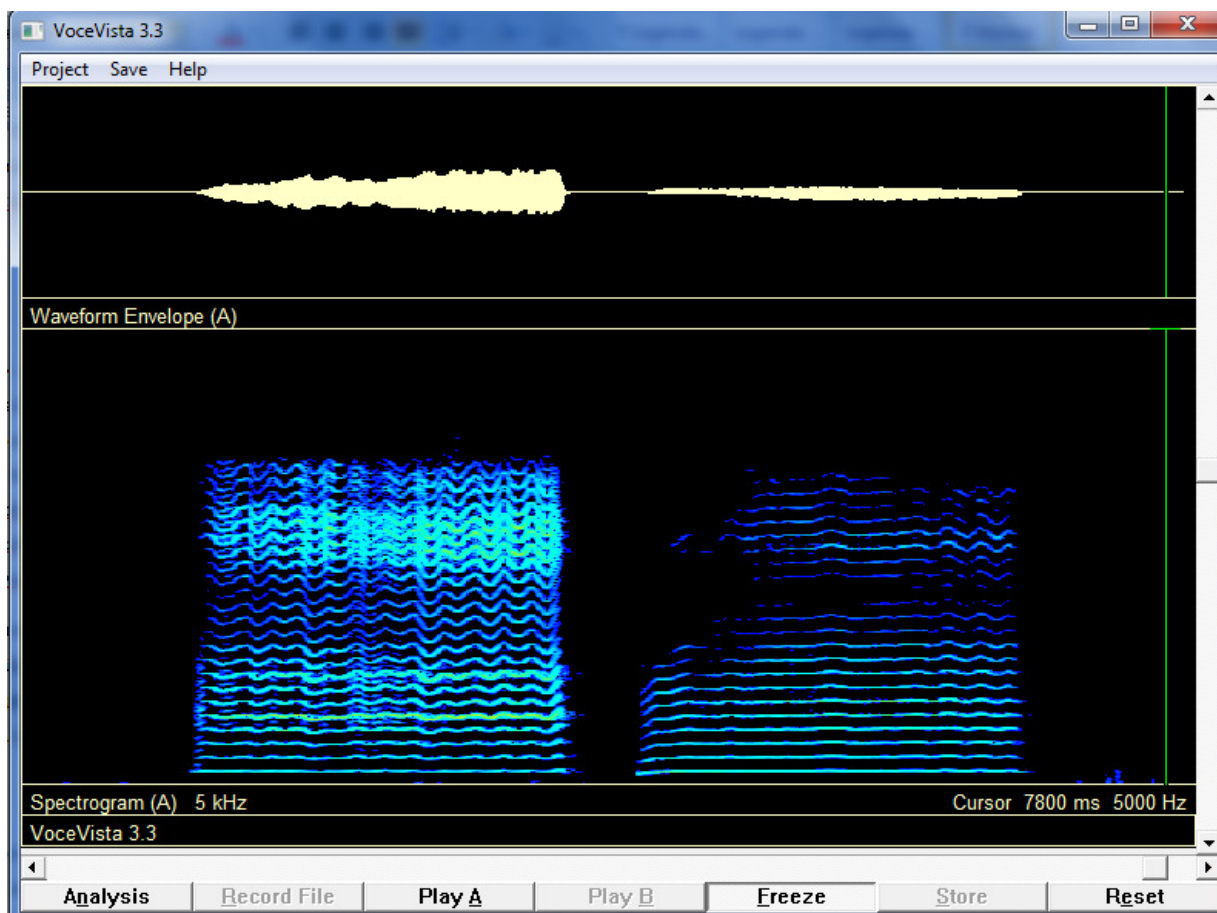 VoceVista 3.3
Project Save Help
Waveform Envelope (A)
Spectrogram (A) 5 kHz Cursor 7800 ms 5000 Hz
VoceVista 3.3
Analysis Record File Play A Play B Freeze Store Reset